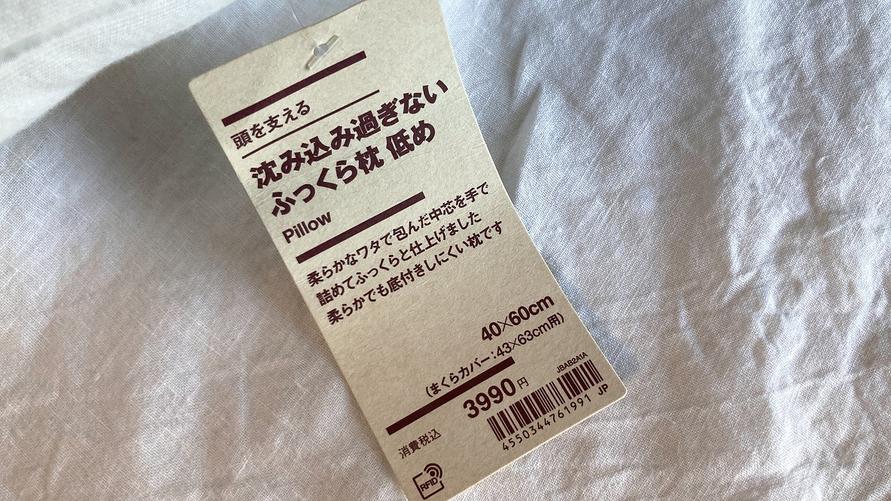 頭を支える
沈み込み過ぎない
ふっくら枕 低め
Pillow
柔らかなワタで包んだ中芯を手で
詰めてふっくらと仕上げました
柔らかでも底付きしにくい枕です
40×60cm
(まくらカバー:43×63cm用)
3990円
消費税込
JBAB2A1A
4550344761991 JP
RFID